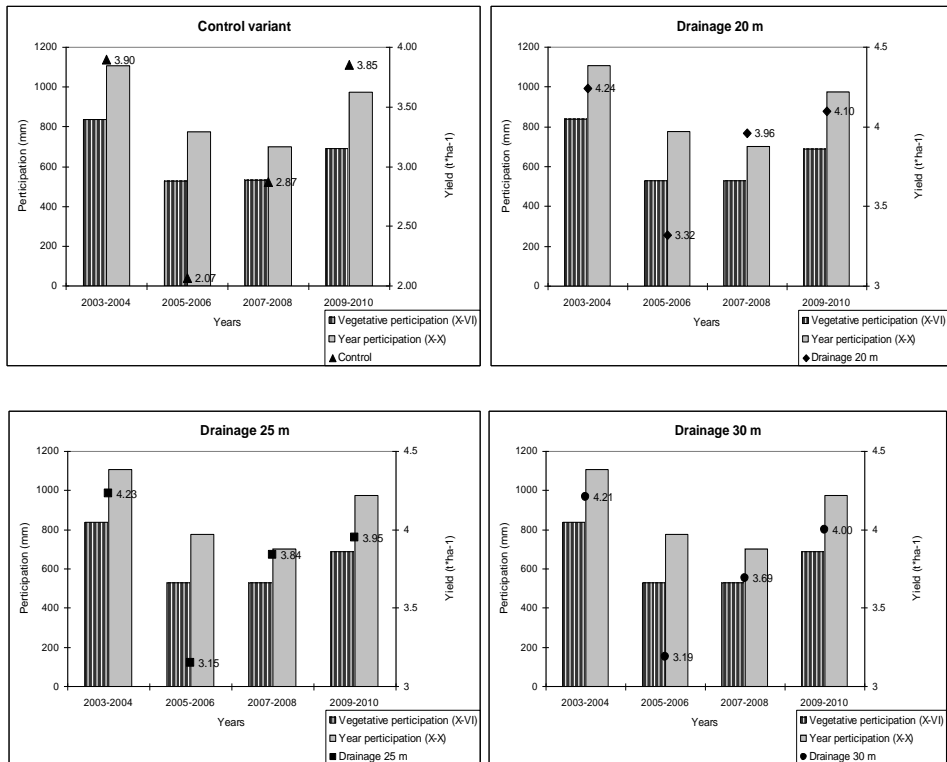 Control variant
1200
1000
800
600
400
200
0
Perticipation (mm)
4.00
3.50
3.00
2.50
2.00
Yield (t*ha-1)
3.90
2.07
2.87
3.85
2003-2004 2005-2006 2007-2008 2009-2010
Years
Vegetative perticipation (X-VI)
Year perticipation (X-X)
Control
Drainage 20 m
1200
1000
800
600
400
200
0
Perticipation (mm)
4.5
4
3.5
3
Yield (t*ha-1)
4.24
3.32
3.96
4.10
2003-2004 2005-2006 2007-2008 2009-2010
Years
Vegetative perticipation (X-VI)
Year perticipation (X-X)
Drainage 20 m
Drainage 25 m
1200
1000
800
600
400
200
0
Perticipation (mm)
4.5
4
3.5
3
Yield (t*ha-1)
4.23
3.15
3.84
3.95
2003-2004 2005-2006 2007-2008 2009-2010
Years
Vegetative perticipation (X-VI)
Year perticipation (X-X)
Drainage 25 m
Drainage 30 m
1200
1000
800
600
400
200
0
Perticipation (mm)
4.5
4
3.5
3
Yield (t*ha-1)
4.21
3.19
3.69
4.00
2003-2004 2005-2006 2007-2008 2009-2010
Years
Vegetative perticipation (X-VI)
Year perticipation (X-X)
Drainage 30 m